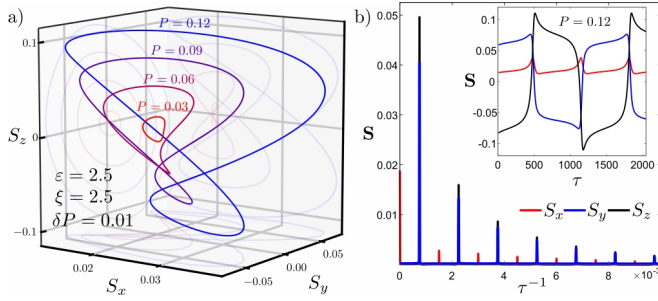 a)
P = 0.12
P = 0.09
P = 0.06
P = 0.03
0.1
S_z
0
-0.1
ε = 2.5
ξ = 2.5
δP = 0.01
0.02
0.03
S_x
−0.05
0.00
0.05
S_y
b)
0.05
0.04
0.03
S
0.02
0.01
0
2
4
6
8
×10⁻³
τ⁻¹
P = 0.12
0.1
0.05
S
0
-0.05
-0.1
0
500
1000
1500
2000
τ
S_x
S_y
S_z